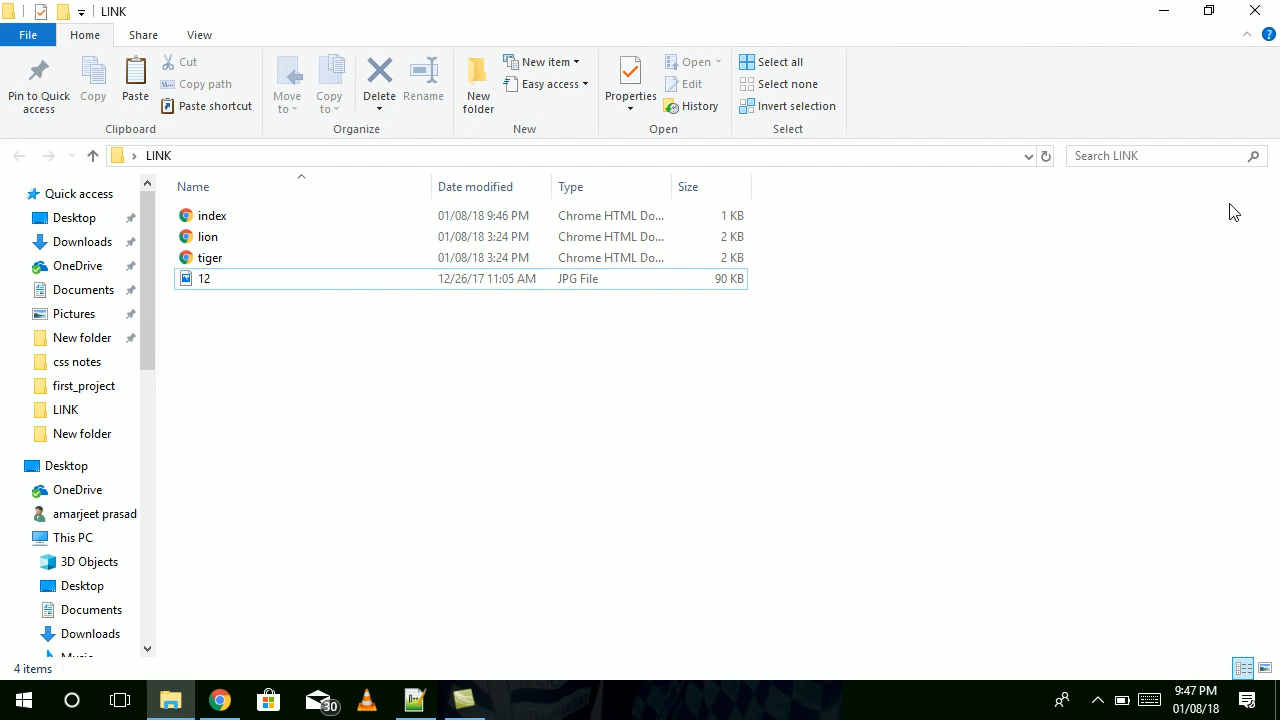 LINK
File Home Share View
Pin to Quick access
Copy
Paste
Cut
Copy path
Paste shortcut
Clipboard
Move to
Copy to
Delete
Rename
Organize
New folder
New item
Easy access
New
Properties
Open
Edit
History
Open
Select all
Select none
Invert selection
Select
LINK
Search LINK
Quick access
Desktop
Downloads
OneDrive
Documents
Pictures
New folder
css notes
first_project
LINK
New folder
Desktop
OneDrive
amarjeet prasad
This PC
3D Objects
Desktop
Documents
Downloads
Music
Name Date modified Type Size
index 01/08/18 9:46 PM Chrome HTML Do... 1 KB
lion 01/08/18 3:24 PM Chrome HTML Do... 2 KB
tiger 01/08/18 3:24 PM Chrome HTML Do... 2 KB
12 12/26/17 11:05 AM JPG File 90 KB
4 items
30
9:47 PM
01/08/18